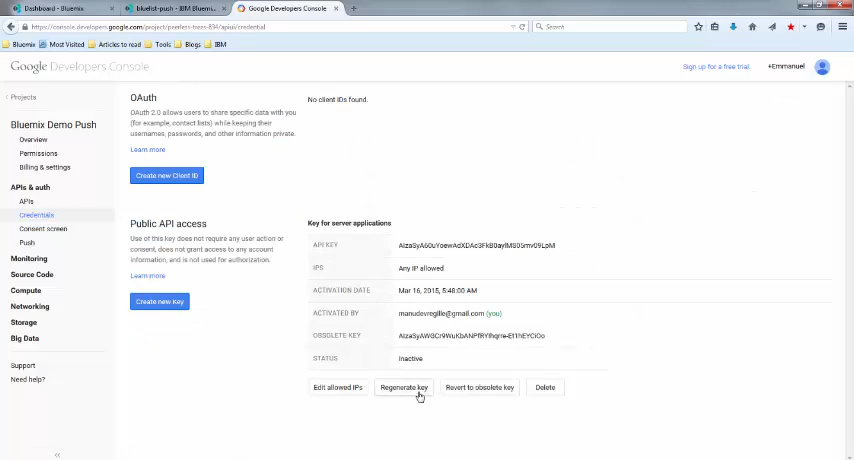 Dashboard - Bluemix
bluelist-push - IBM Bluemix...
Google Developers Console
https://console.developers.google.com/project/peerless-trees-834/apiui/credential
Search
Bluemix
Most Visited
Articles to read
Tools
Blogs
IBM
Google Developers Console
Sign up for a free trial.
+Emmanuel
Projects
Bluemix Demo Push
Overview
Permissions
Billing & settings
APIs & auth
APIs
Credentials
Consent screen
Push
Monitoring
Source Code
Compute
Networking
Storage
Big Data
Support
Need help?
OAuth
OAuth 2.0 allows users to share specific data with you
(for example, contact lists) while keeping their
usernames, passwords, and other information private.
Learn more
Create new Client ID
No client IDs found.
Public API access
Use of this key does not require any user action or
consent, does not grant access to any account
information, and is not used for authorization.
Learn more
Create new Key
Key for server applications
API KEY
IPS Any IP allowed
ACTIVATION DATE Mar 16, 2015, 5:48:00 AM
ACTIVATED BY manudevreglile@gmail.com (you)
OBSOLETE KEY
STATUS Inactive
Edit allowed IPs
Regenerate key
Revert to obsolete key
Delete